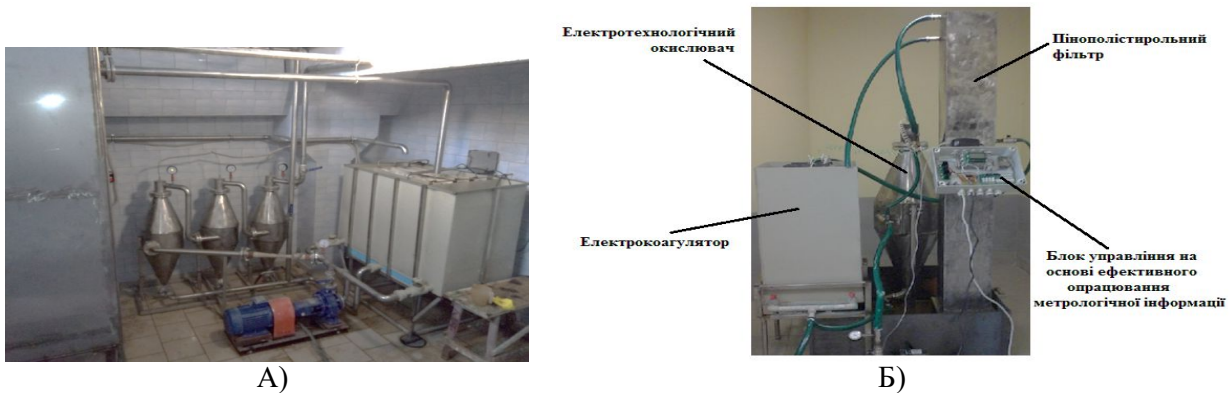 Електротехнологічний
окислювач
Пінополістирольний
фільтр
Електрокоагулятор
Блок управління на
основі ефективного
опрацювання
метрологічної інформації
А)
Б)